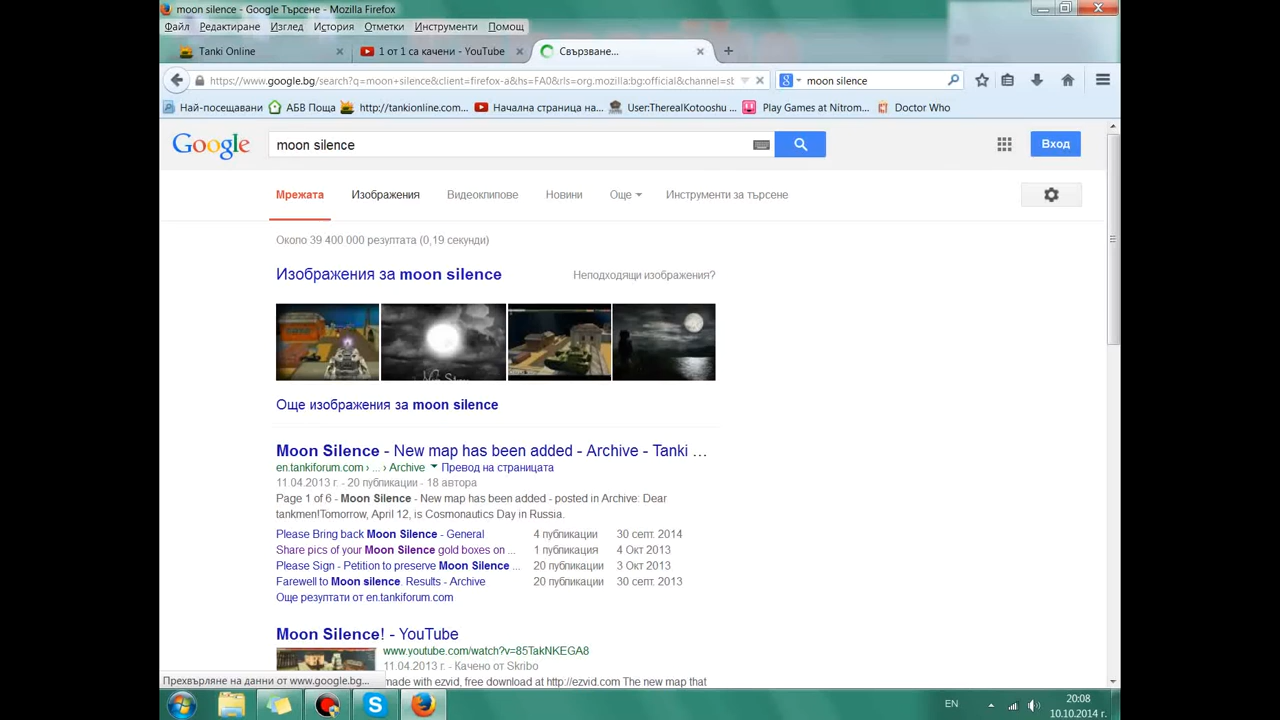 moon silence - Google Търсене - Mozilla Firefox
Файл Редактиране Изглед История Отметки Инструменти Помощ
Tanki Online
1 от 1 са качени - YouTube
Свързване...
https://www.google.bg/search?q=moon+silence&client=firefox-a&hs=FA0&rls=org.mozilla:bg:official&channel=sb
moon silence
Най-посещавани АБВ Поща http://tankionline.com... Начална страница на... User:TherealKotooshu ... Play Games at Nitrom... Doctor Who
Google
moon silence
Вход
Мрежата Изображения Видеоклипове Новини Още Инструменти за търсене
Около 39 400 000 резултата (0,19 секунди)
Изображения за moon silence
Неподходящи изображения?
Още изображения за moon silence
Moon Silence - New map has been added - Archive - Tanki ...
en.tankiforum.com › ... › Archive Превод на страницата
11.04.2013 г. - 20 публикации - 18 автора
Page 1 of 6 - Moon Silence - New map has been added - posted in Archive: Dear
tankmen!Tomorrow, April 12, is Cosmonautics Day in Russia.
Please Bring back Moon Silence - General 4 публикации 30 септ. 2014
Share pics of your Moon Silence gold boxes on ... 1 публикация 4 Окт 2013
Please Sign - Petition to preserve Moon Silence ... 20 публикации 3 Окт 2013
Farewell to Moon silence. Results - Archive 20 публикации 30 септ. 2013
Още резултати от en.tankiforum.com
Moon Silence! - YouTube
www.youtube.com/watch?v=85TakNKEGA8
11.04.2013 г. - Качено от Skribo
made with ezvid, free download at http://ezvid.com The new map that
Прехвърляне на данни от www.google.bg...
EN
20:08
10.10.2014 г.